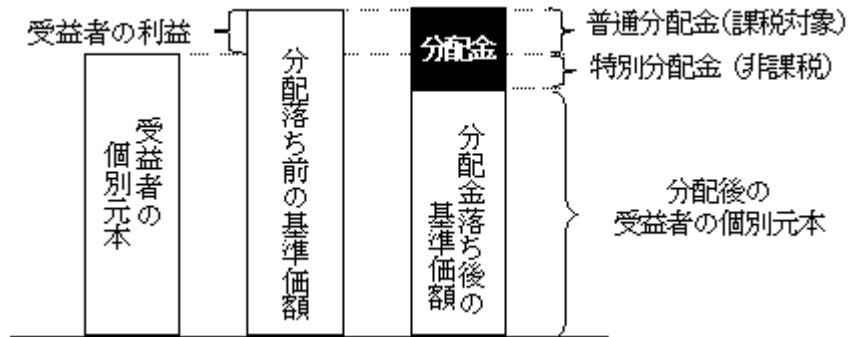 受益者の利益
受益者の
個別元本
分配落ち前の基準価額
分配金
分配金落ち後の
基準価額
普通分配金(課税対象)
特別分配金 (非課税)
分配後の
受益者の個別元本